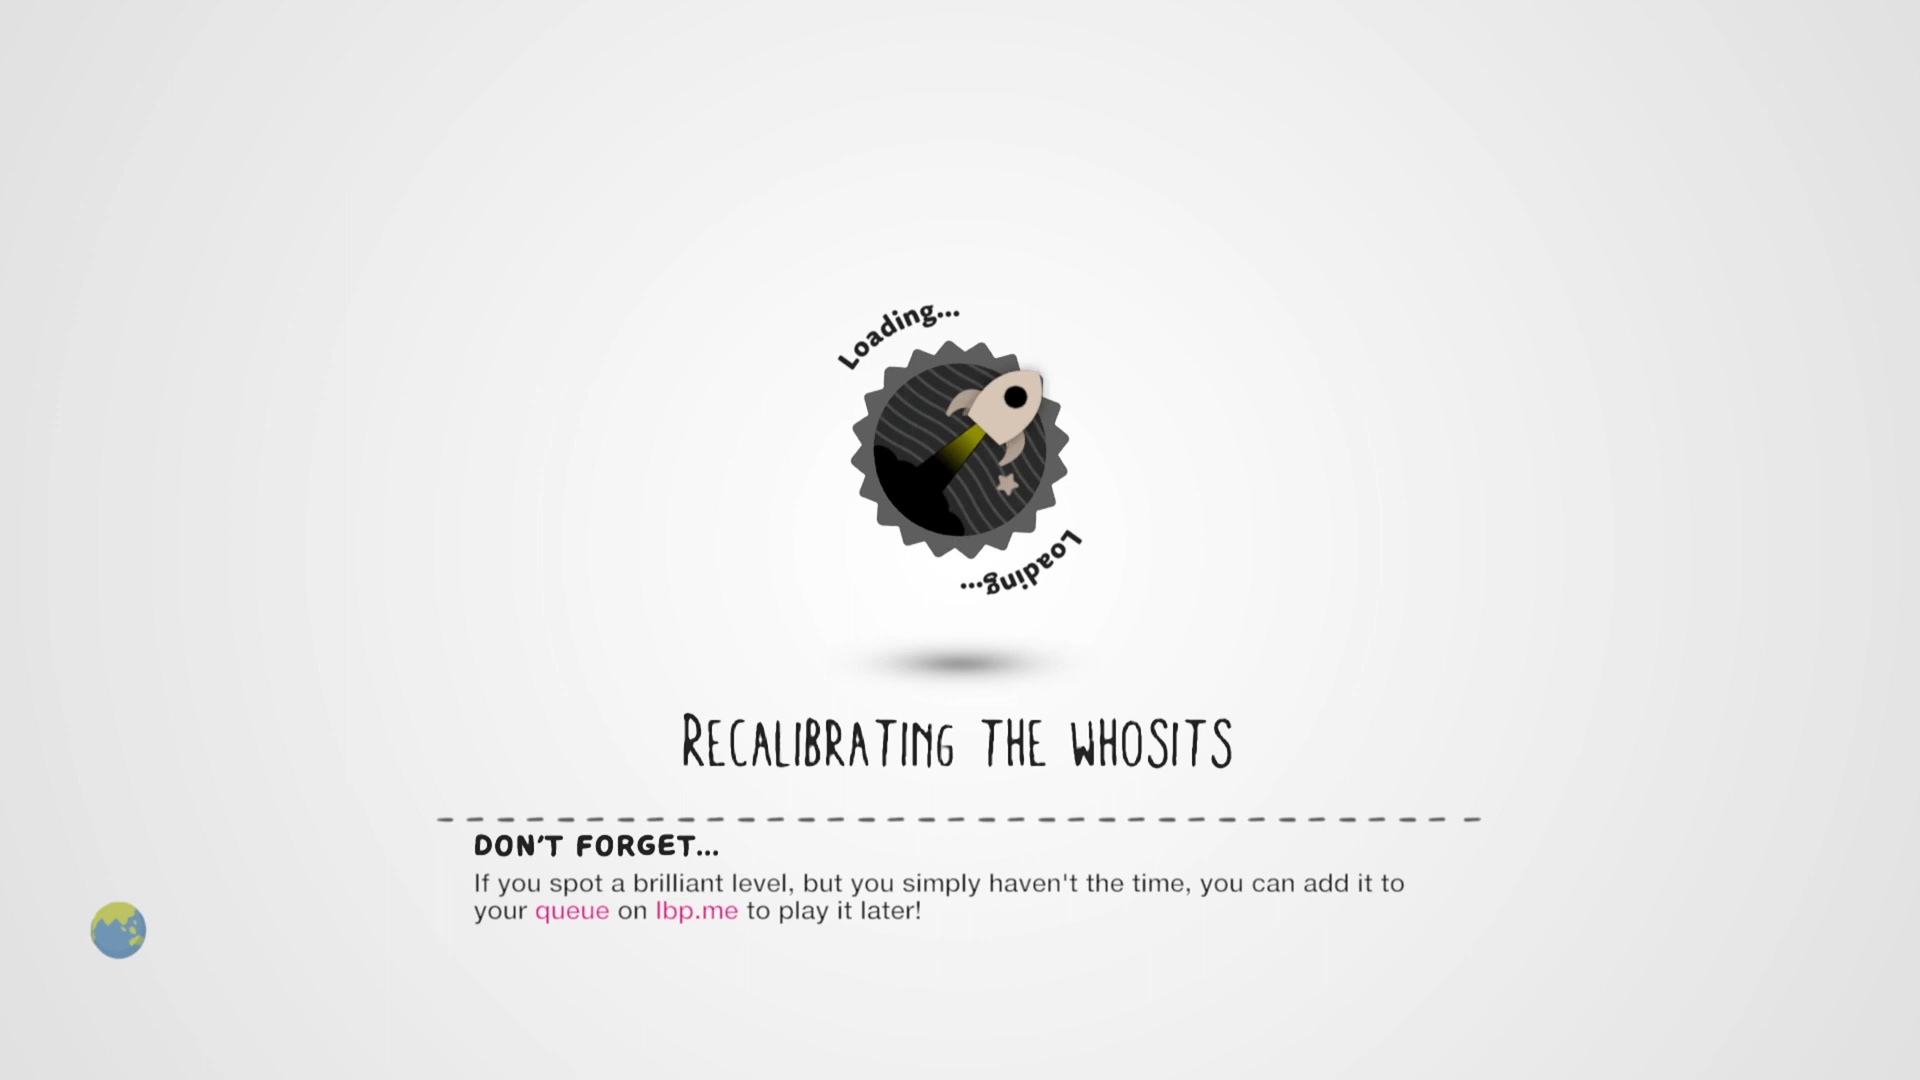 Loading...
Loading...
RECALIBRATING THE WHOSITS
DON'T FORGET...
If you spot a brilliant level, but you simply haven't the time, you can add it to
your queue on lbp.me to play it later!